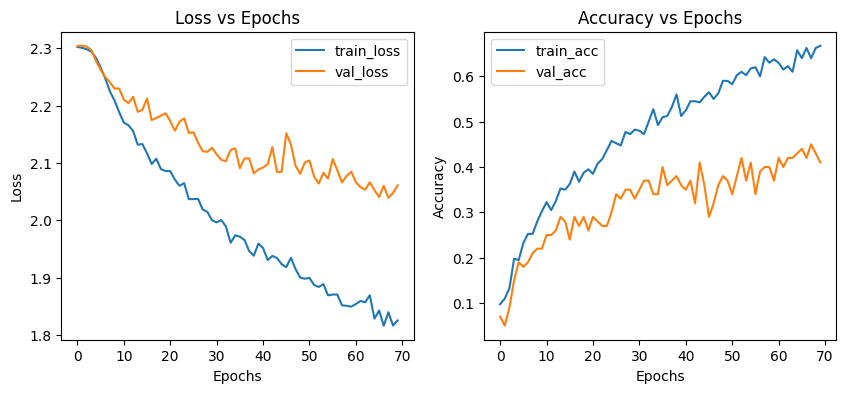 Loss vs Epochs
2.3
2.2
2.1
2.0
1.9
1.8
Loss
train_loss
val_loss
0 10 20 30 40 50 60 70
Epochs
Accuracy vs Epochs
0.6
0.5
0.4
0.3
0.2
0.1
Accuracy
train_acc
val_acc
0 10 20 30 40 50 60 70
Epochs